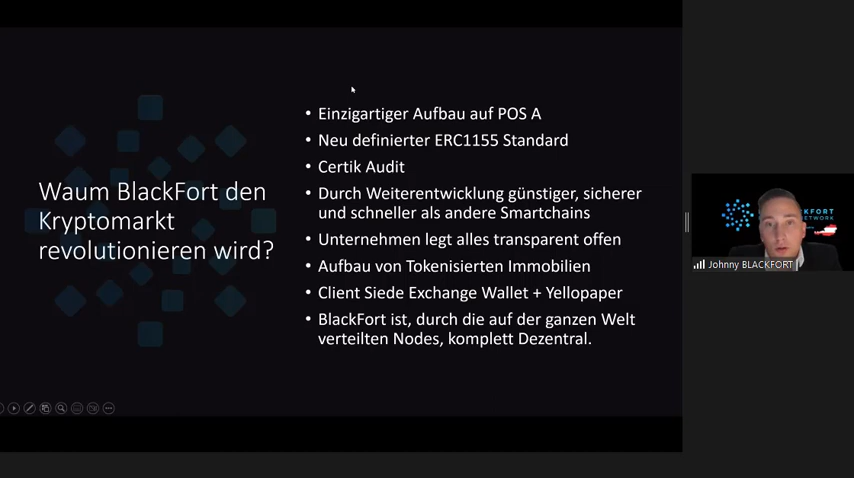 Waum BlackFort den
Kryptomarkt
revolutionieren wird?
• Einzigartiger Aufbau auf POS A
• Neu definierter ERC1155 Standard
• Certik Audit
• Durch Weiterentwicklung günstiger, sicherer
und schneller als andere Smartchains
• Unternehmen legt alles transparent offen
• Aufbau von Tokenisierten Immobilien
• Client Siede Exchange Wallet + Yellopaper
• BlackFort ist, durch die auf der ganzen Welt
verteilten Nodes, komplett Dezentral.
KFORT
NETWORK
Johnny BLACKFORT